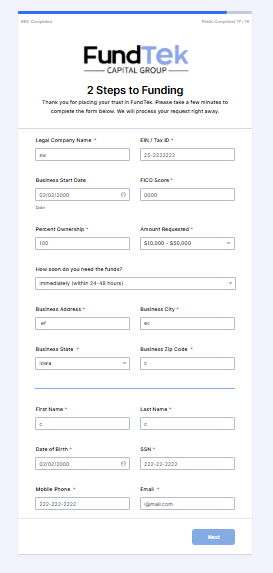 88% Completed Fields Completed 17 / 19
FundTek
CAPITAL GROUP
2 Steps to Funding
Thank you for placing your trust in FundTek. Please take a few minutes to
complete the form below. We will process your request right away.
Legal Company Name * EIN / Tax ID *
sw 25-2222222
Business Start Date FICO Score *
02/02/2000 0000
Date
Percent Ownership * Amount Requested *
100 $10,000 - $50,000
How soon do you need the funds?
Immediately (within 24-48 hours)
Business Address * Business City *
ef ec
Business State * Business Zip Code *
Iowa c
First Name * Last Name *
c c
Date of Birth * SSN *
02/02/2000 222-22-2222
Mobile Phone * Email *
222-222-2222 i@mail.com
Next